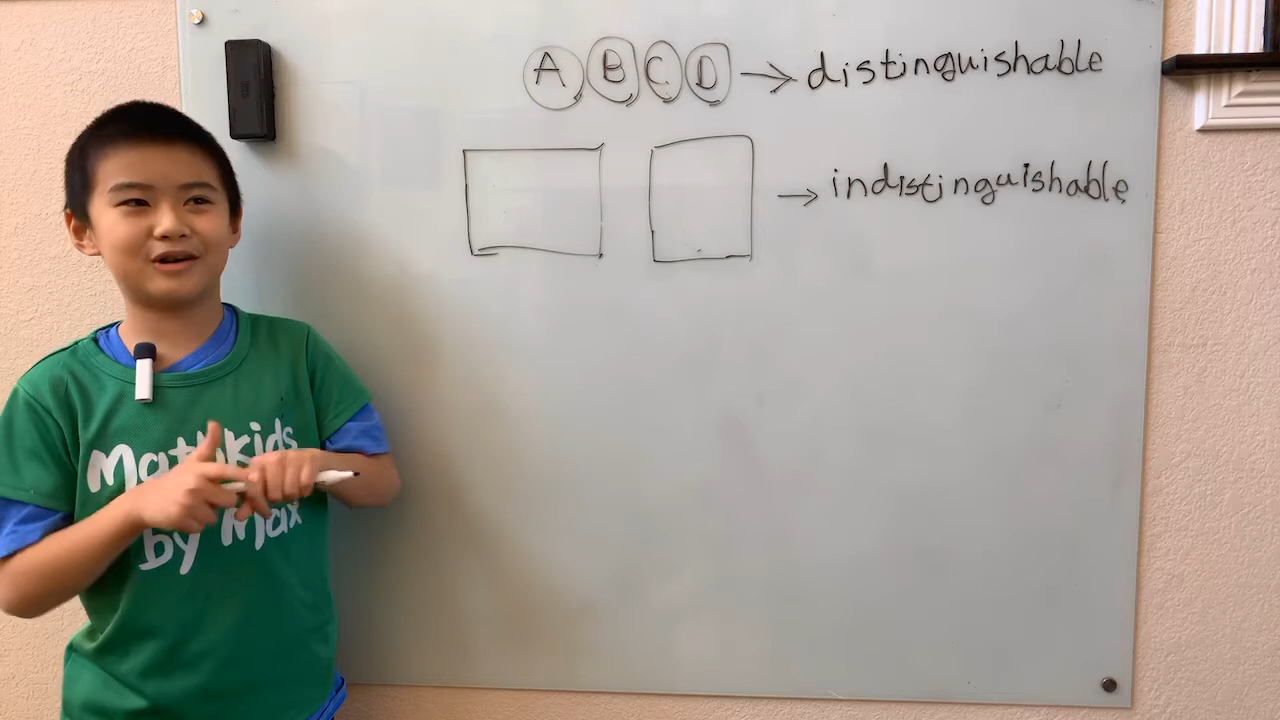 A B C D → distinguishable
→ indistinguishable
Mathkids
by Max